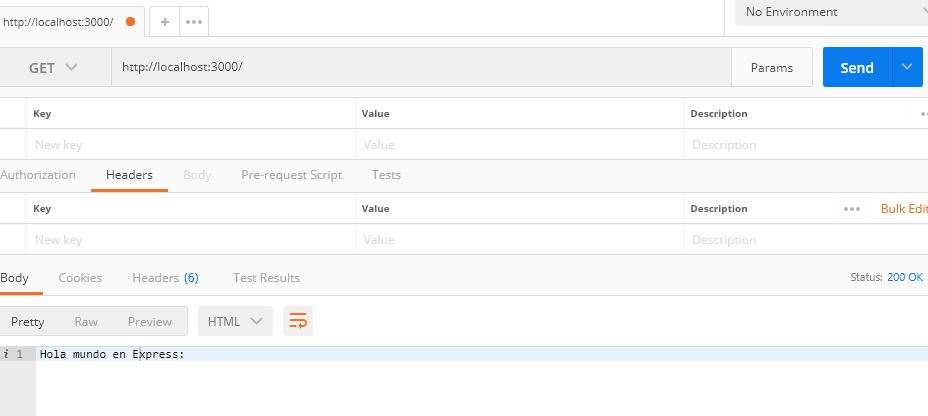 http://localhost:3000/
No Environment
GET http://localhost:3000/ Params Send
Key Value Description
New key Value Description
Authorization Headers Body Pre-request Script Tests
Key Value Description Bulk Edit
New key Value Description
Body Cookies Headers (6) Test Results Status: 200 OK
Pretty Raw Preview HTML
i 1 Hola mundo en Express: